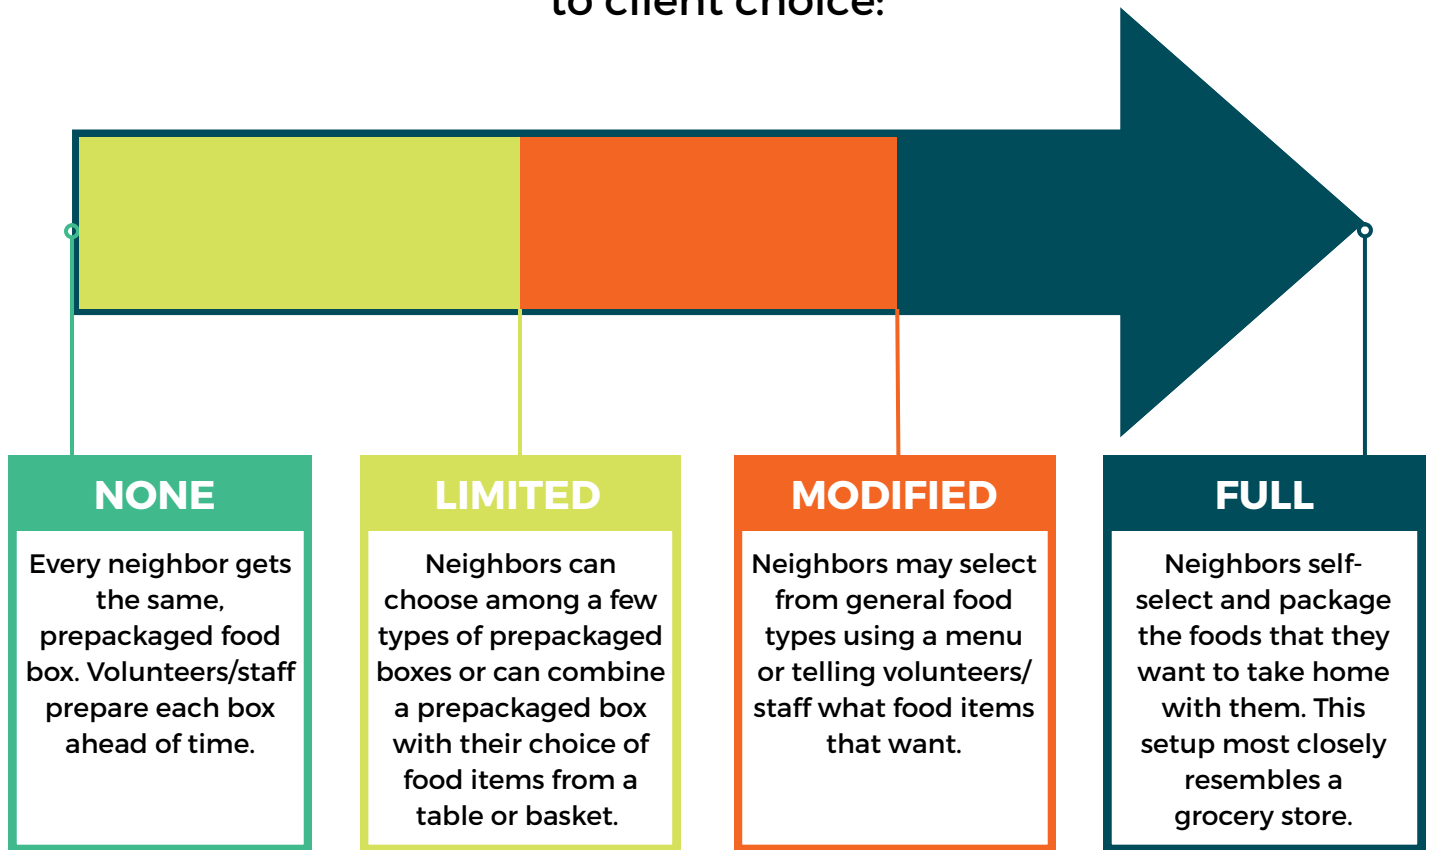 to client choice:
NONE
Every neighbor gets
the same,
prepackaged food
box. Volunteers/staff
prepare each box
ahead of time.
LIMITED
Neighbors can
choose among a few
types of prepackaged
boxes or can combine
a prepackaged box
with their choice of
food items from a
table or basket.
MODIFIED
Neighbors may select
from general food
types using a menu
or telling volunteers/
staff what food items
that want.
FULL
Neighbors self-
select and package
the foods that they
want to take home
with them. This
setup most closely
resembles a
grocery store.